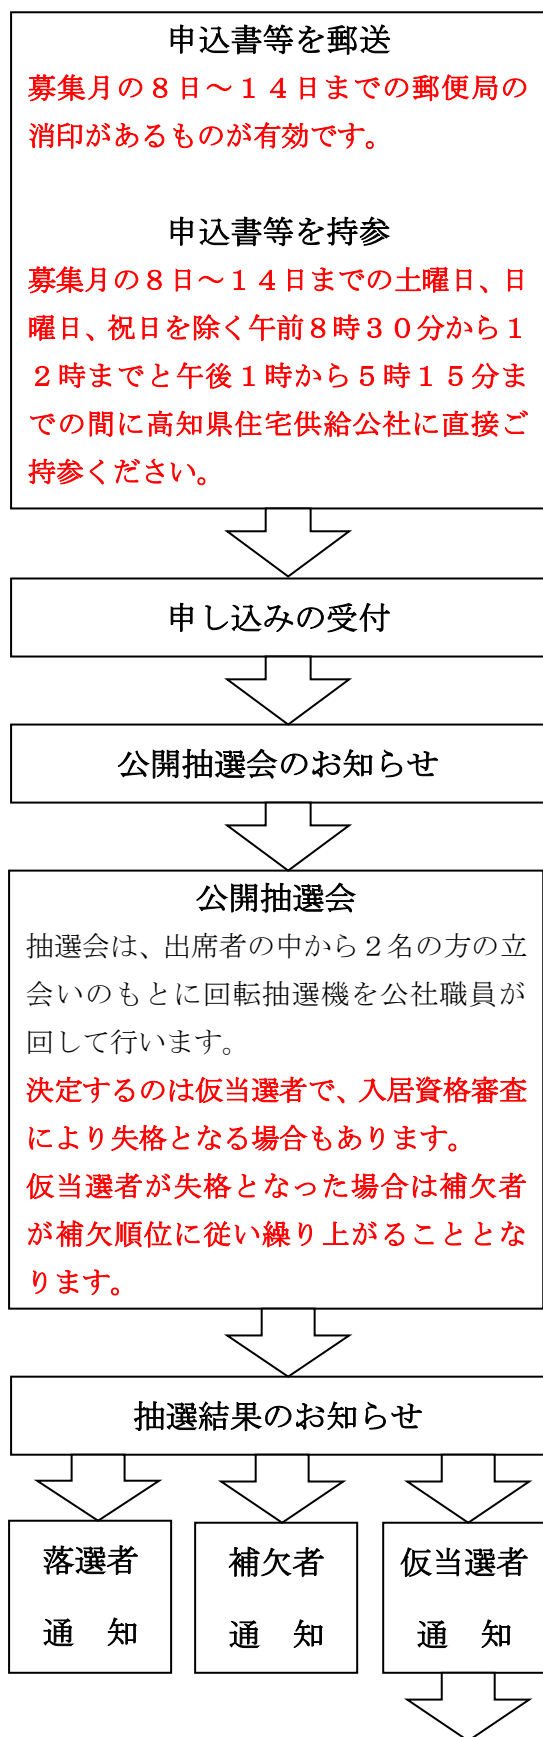 申込書等を郵送
募集月の８日～１４日までの郵便局の
消印があるものが有効です。
申込書等を持参
募集月の８日～１４日までの土曜日、日
曜日、祝日を除く午前８時３０分から１
２時までと午後１時から５時１５分ま
での間に高知県住宅供給公社に直接ご
持参ください。
申し込みの受付
公開抽選会のお知らせ
公開抽選会
抽選会は、出席者の中から２名の方の立
会いのもとに回転抽選機を公社職員が
回して行います。
決定するのは仮当選者で、入居資格審査
により失格となる場合もあります。
仮当選者が失格となった場合は補欠者
が補欠順位に従い繰り上がることとな
ります。
抽選結果のお知らせ
落選者
通　知
補欠者
通　知
仮当選者
通　知